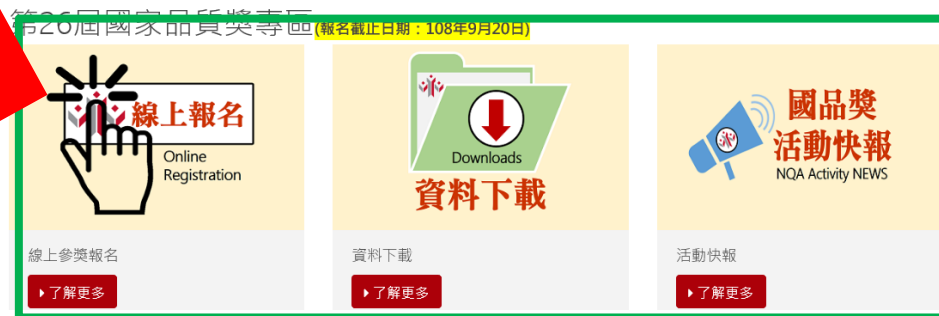 第26屆國家品質獎專區(報名截止日期：108年9月20日)
線上報名
Online
Registration
Downloads
資料下載
國品獎
活動快報
NQA Activity NEWS
線上參獎報名
資料下載
活動快報
了解更多
了解更多
了解更多